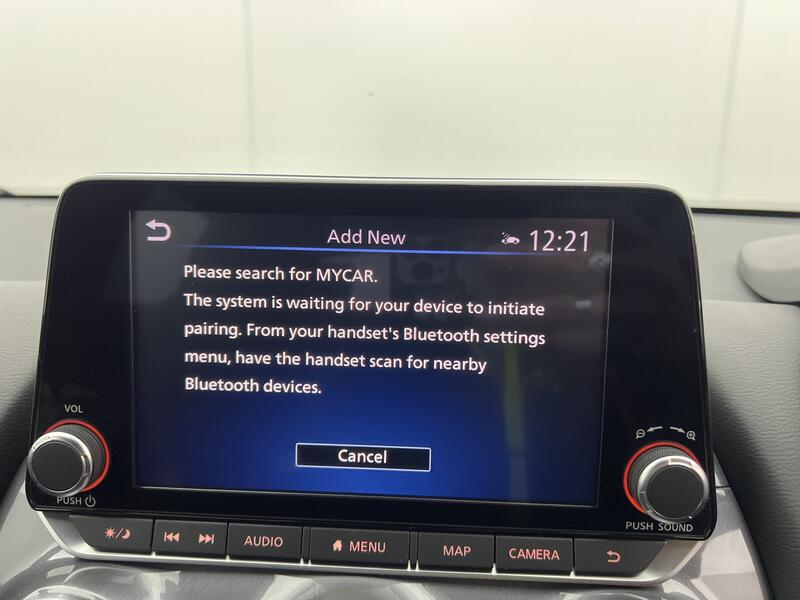 Add New
12:21
Please search for MYCAR.
The system is waiting for your device to initiate
pairing. From your handset's Bluetooth settings
menu, have the handset scan for nearby
Bluetooth devices.
Cancel
VOL
PUSH
PUSH SOUND
AUDIO
MENU
MAP
CAMERA